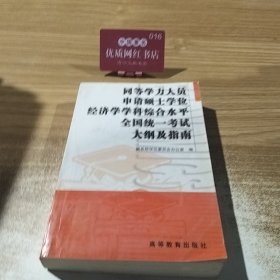 016
优质网红书店
同等学力人员
申请硕士学位
经济学学科综合水平
全国统一考试
大纲及指南
高等教育出版社